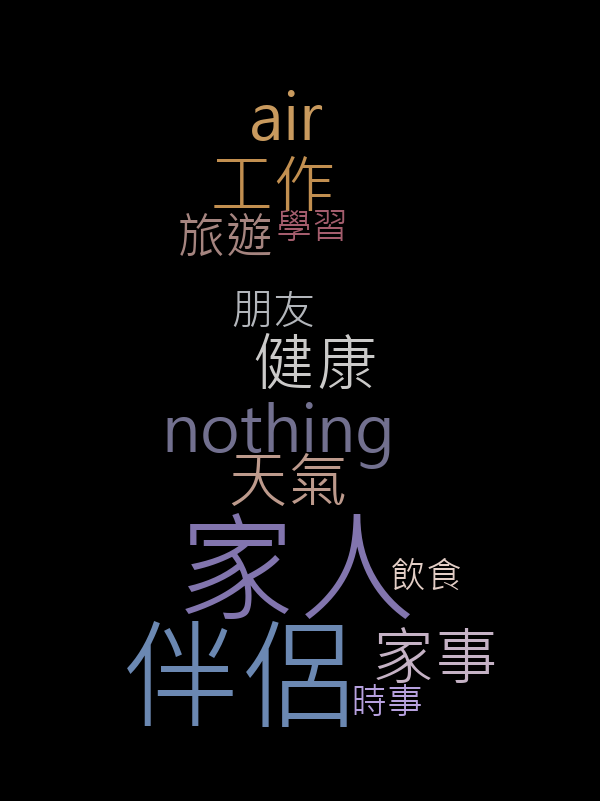 air
工作
旅遊 學習
朋友
健康
nothing
天氣
家人
飲食
伴侶 家事
時事